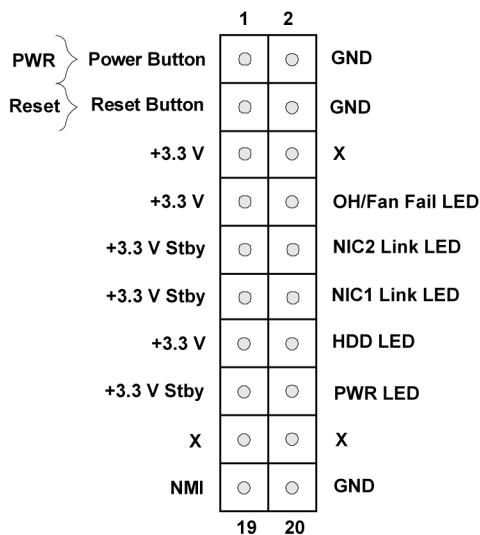 1 2
PWR Power Button GND
Reset Reset Button GND
+3.3 V X
+3.3 V OH/Fan Fail LED
+3.3 V Stby NIC2 Link LED
+3.3 V Stby NIC1 Link LED
+3.3 V HDD LED
+3.3 V Stby PWR LED
X X
NMI GND
19 20